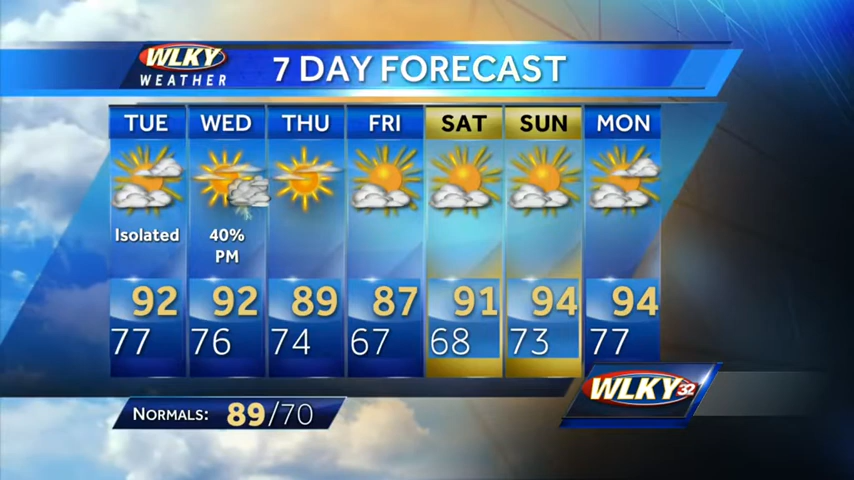 WLKY
WEATHER
7 DAY FORECAST
TUE WED THU FRI SAT SUN MON
Isolated 40%
PM
92 92 89 87 91 94 94
77 76 74 67 68 73 77
WLKY 32
NORMALS: 89/70